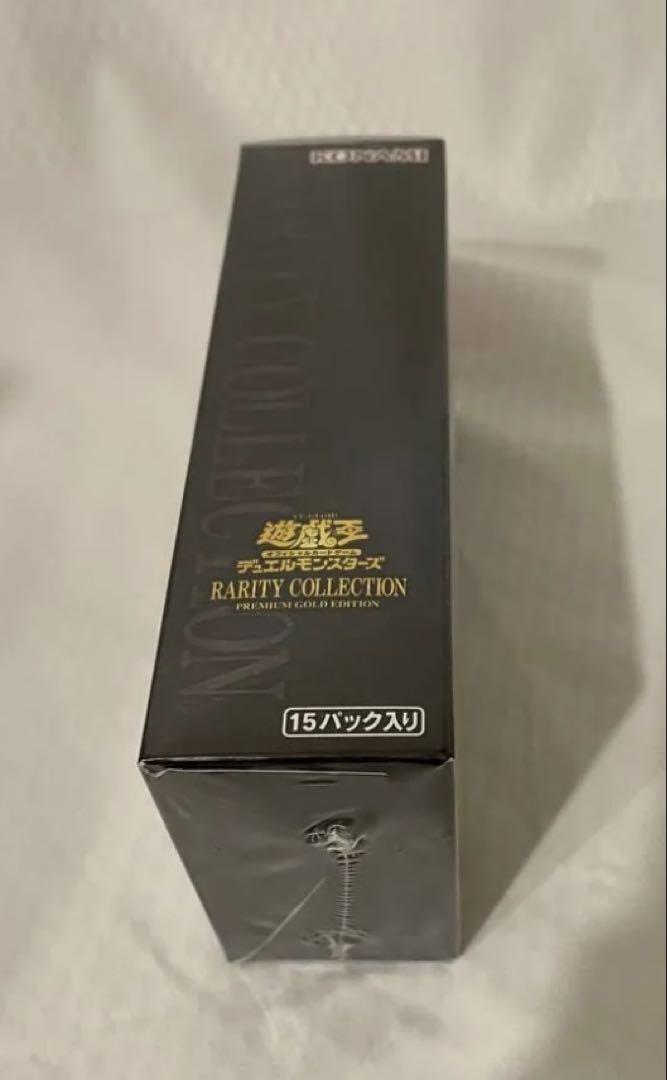 KONAMI
RARITY COLLECTION
遊戯王
オフィシャルカードゲーム
デュエルモンスターズ
RARITY COLLECTION
PREMIUM GOLD EDITION
15パック入り